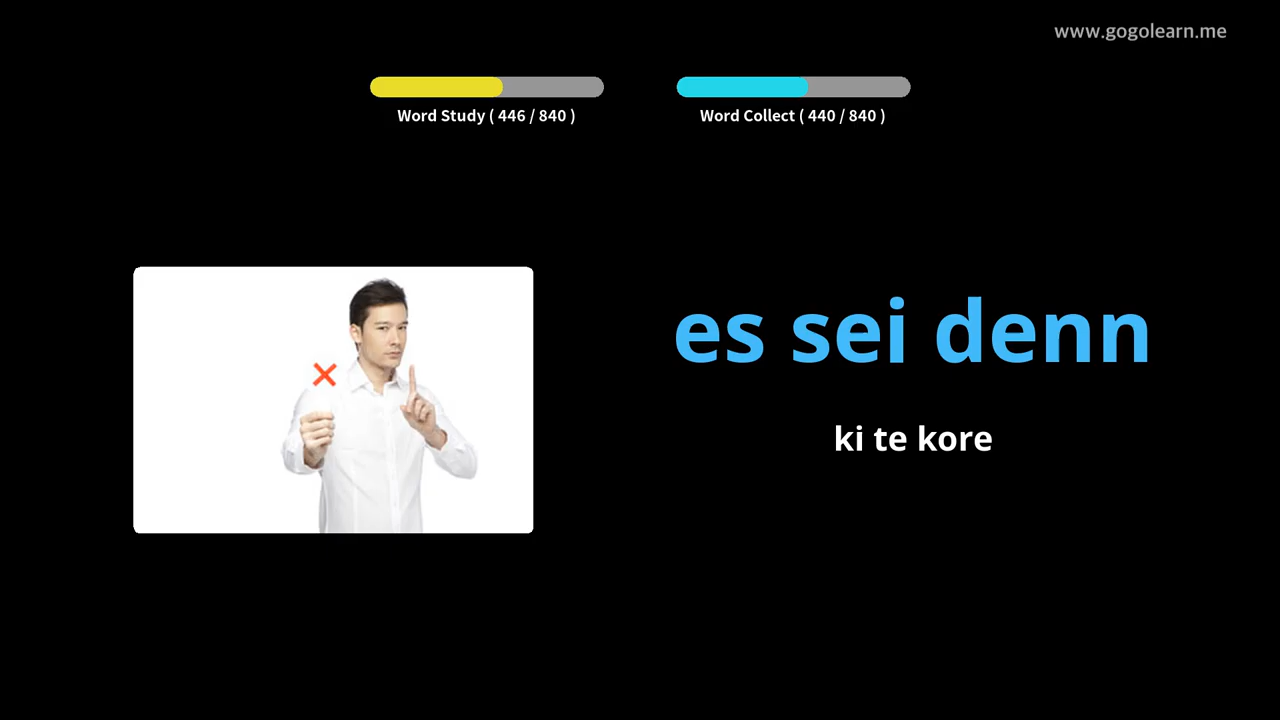 www.gogolearn.me
Word Study ( 446 / 840 )
Word Collect ( 440 / 840 )
es sei denn
ki te kore